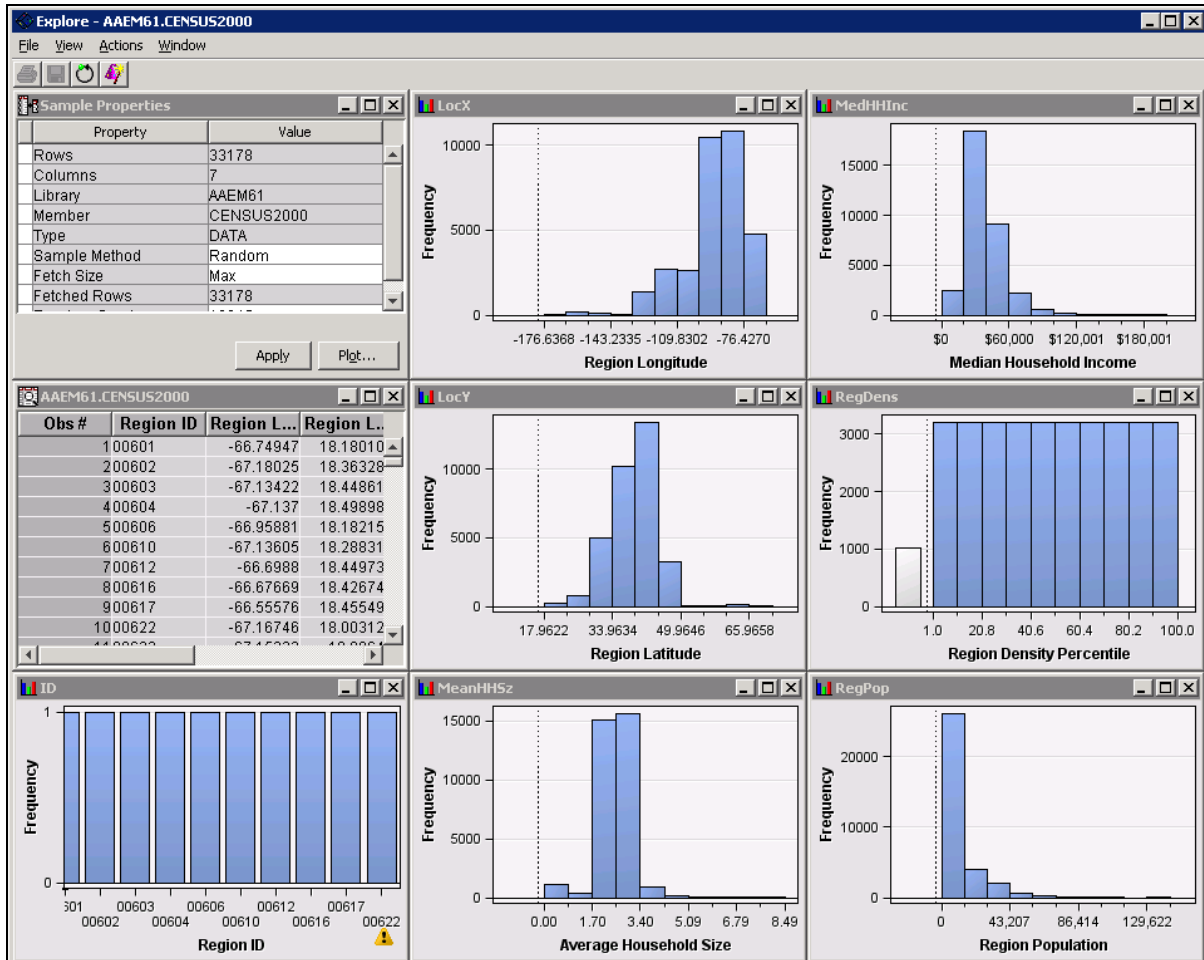 Explore - AAEM61.CENSUS2000
File View Actions Window
Sample Properties
Property Value
Rows 33178
Columns 7
Library AAEM61
Member CENSUS2000
Type DATA
Sample Method Random
Fetch Size Max
Fetched Rows 33178
Apply Plot...
LocX
Frequency
10000
5000
0
-176.6368 -143.2335 -109.8302 -76.4270
Region Longitude
MedHHInc
Frequency
15000
10000
5000
0
$0 $60,000 $120,001 $180,001
Median Household Income
AAEM61.CENSUS2000
Obs # Region ID Region L... Region L..
1 00601 -66.74947 18.18010
2 00602 -67.18025 18.36328
3 00603 -67.13422 18.44861
4 00604 -67.137 18.49898
5 00606 -66.95881 18.18215
6 00610 -67.13605 18.28831
7 00612 -66.6988 18.44973
8 00616 -66.67669 18.42674
9 00617 -66.55576 18.45549
10 00622 -67.16746 18.00312
LocY
Frequency
10000
5000
0
17.9622 33.9634 49.9646 65.9658
Region Latitude
RegDens
Frequency
3000
2000
1000
0
1.0 20.8 40.6 60.4 80.2 100.0
Region Density Percentile
ID
Frequency
1
0
601 00603 00606 00612 00617
00602 00604 00610 00616 00622
Region ID
MeanHHSz
Frequency
15000
10000
5000
0
0.00 1.70 3.40 5.09 6.79 8.49
Average Household Size
RegPop
Frequency
20000
10000
0
0 43,207 86,414 129,622
Region Population